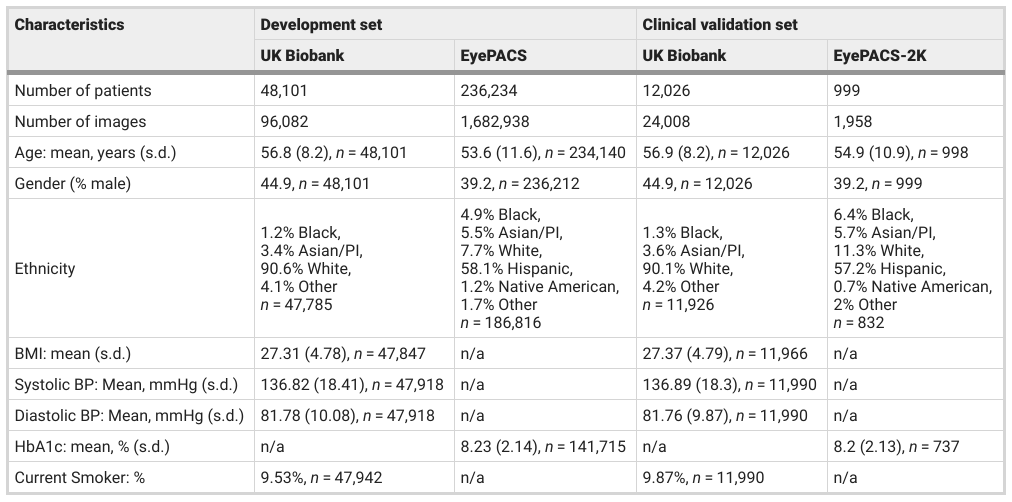 Characteristics Development set Clinical validation set
UK Biobank EyePACS UK Biobank EyePACS-2K
Number of patients 48,101 236,234 12,026 999
Number of images 96,082 1,682,938 24,008 1,958
Age: mean, years (s.d.) 56.8 (8.2), n = 48,101 53.6 (11.6), n = 234,140 56.9 (8.2), n = 12,026 54.9 (10.9), n = 998
Gender (% male) 44.9, n = 48,101 39.2, n = 236,212 44.9, n = 12,026 39.2, n = 999
Ethnicity
1.2% Black,
3.4% Asian/PI,
90.6% White,
4.1% Other
n = 47,785
4.9% Black,
5.5% Asian/PI,
7.7% White,
58.1% Hispanic,
1.2% Native American,
1.7% Other
n = 186,816
1.3% Black,
3.6% Asian/PI,
90.1% White,
4.2% Other
n = 11,926
6.4% Black,
5.7% Asian/PI,
11.3% White,
57.2% Hispanic,
0.7% Native American,
2% Other
n = 832
BMI: mean (s.d.) 27.31 (4.78), n = 47,847 n/a 27.37 (4.79), n = 11,966 n/a
Systolic BP: Mean, mmHg (s.d.) 136.82 (18.41), n = 47,918 n/a 136.89 (18.3), n = 11,990 n/a
Diastolic BP: Mean, mmHg (s.d.) 81.78 (10.08), n = 47,918 n/a 81.76 (9.87), n = 11,990 n/a
HbA1c: mean, % (s.d.) n/a 8.23 (2.14), n = 141,715 n/a 8.2 (2.13), n = 737
Current Smoker: % 9.53%, n = 47,942 n/a 9.87%, n = 11,990 n/a